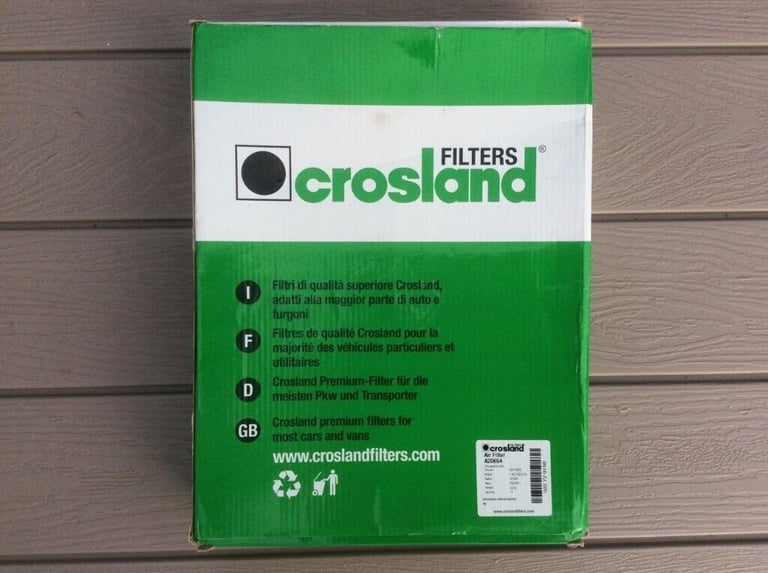 FILTERS
crosland®
I
Filtri di qualità superiore Crosland,
adatti alla maggior parte di auto e
furgoni
F
Filtres de qualité Crosland pour la
majorité des véhicules particuliers et
utilitaires
D
Crosland Premium-Filter für die
meisten Pkw und Transporter
GB
Crosland premium filters for
most cars and vans
www.croslandfilters.com
crosland
Air Filter
A20654
www.croslandfilters.com